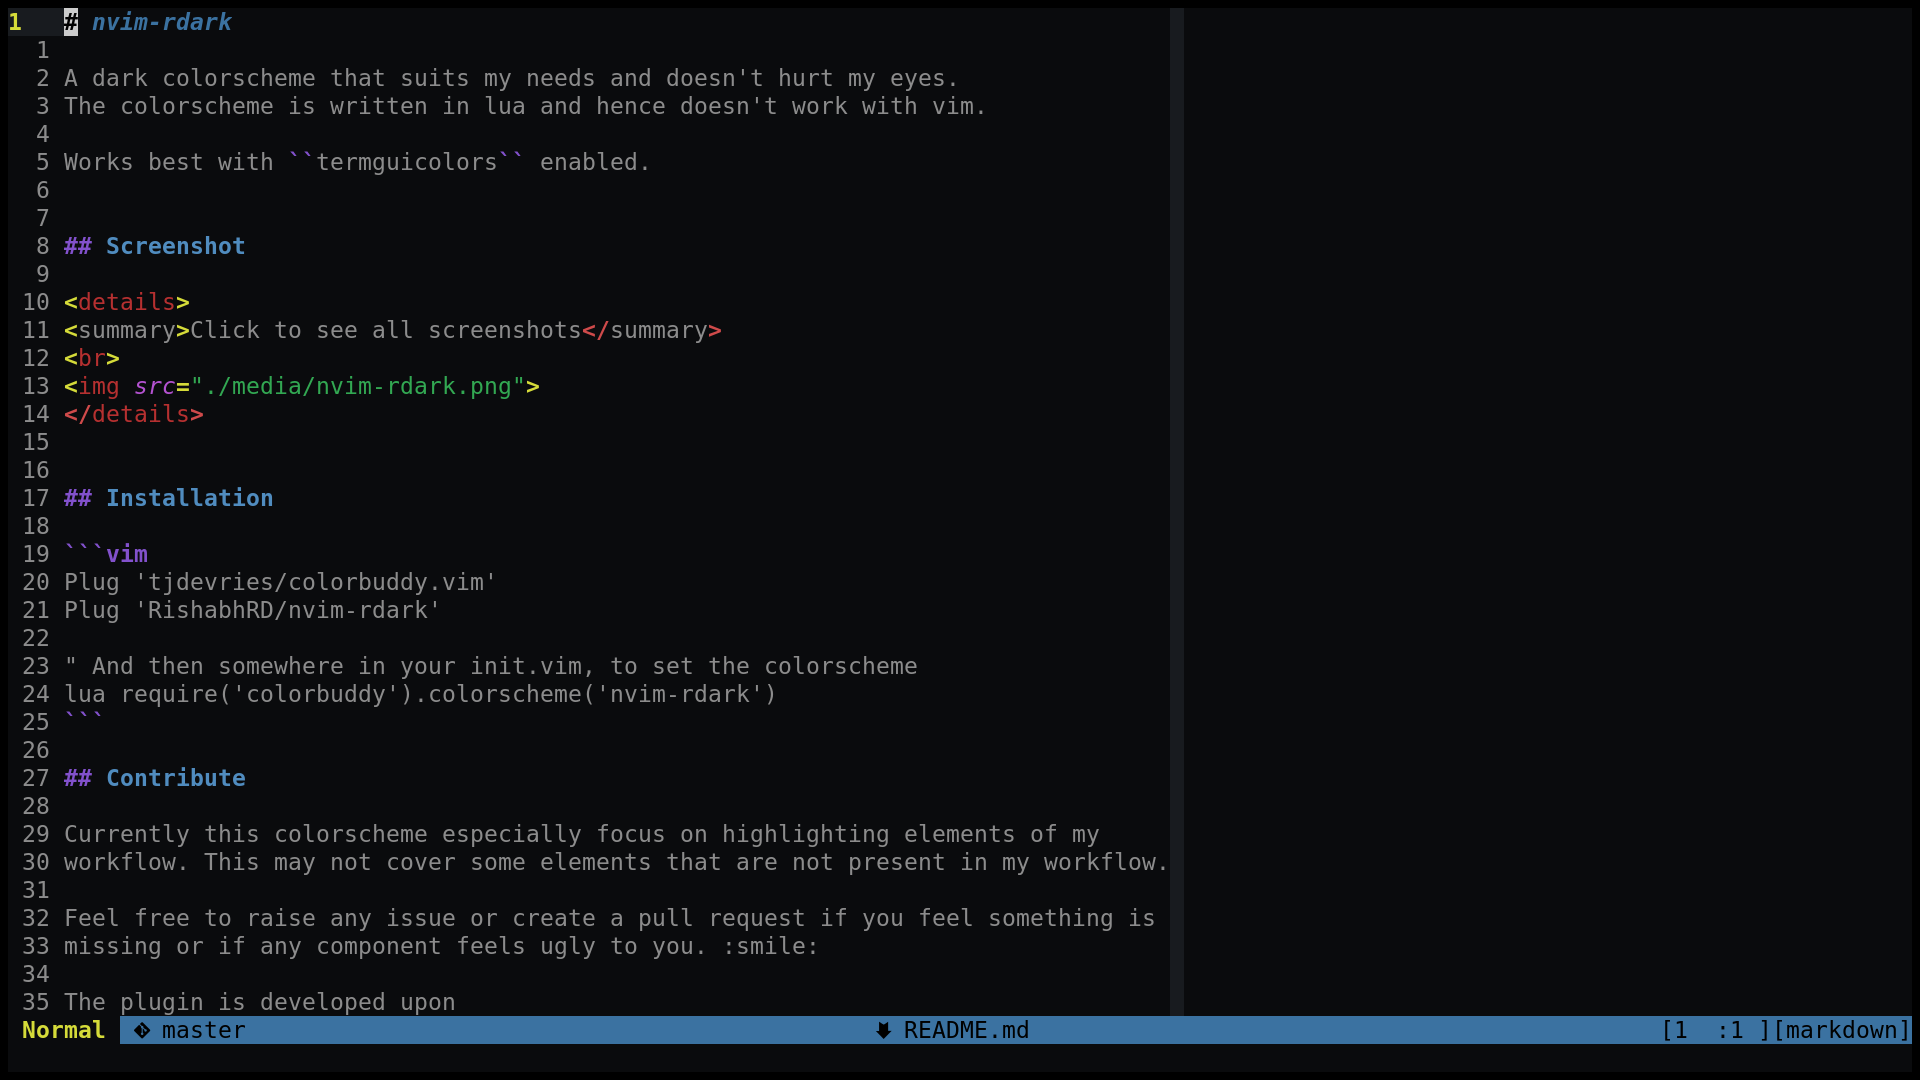 1   # nvim-rdark
1
2 A dark colorscheme that suits my needs and doesn't hurt my eyes.
3 The colorscheme is written in lua and hence doesn't work with vim.
4
5 Works best with ``termguicolors`` enabled.
6
7
8 ## Screenshot
9
10 <details>
11 <summary>Click to see all screenshots</summary>
12 <br>
13 <img src="./media/nvim-rdark.png">
14 </details>
15
16
17 ## Installation
18
19 ```vim
20 Plug 'tjdevries/colorbuddy.vim'
21 Plug 'RishabhRD/nvim-rdark'
22
23 " And then somewhere in your init.vim, to set the colorscheme
24 lua require('colorbuddy').colorscheme('nvim-rdark')
25 ```
26
27 ## Contribute
28
29 Currently this colorscheme especially focus on highlighting elements of my
30 workflow. This may not cover some elements that are not present in my workflow.
31
32 Feel free to raise any issue or create a pull request if you feel something is
33 missing or if any component feels ugly to you. :smile:
34
35 The plugin is developed upon
Normal master README.md [1  :1 ][markdown]